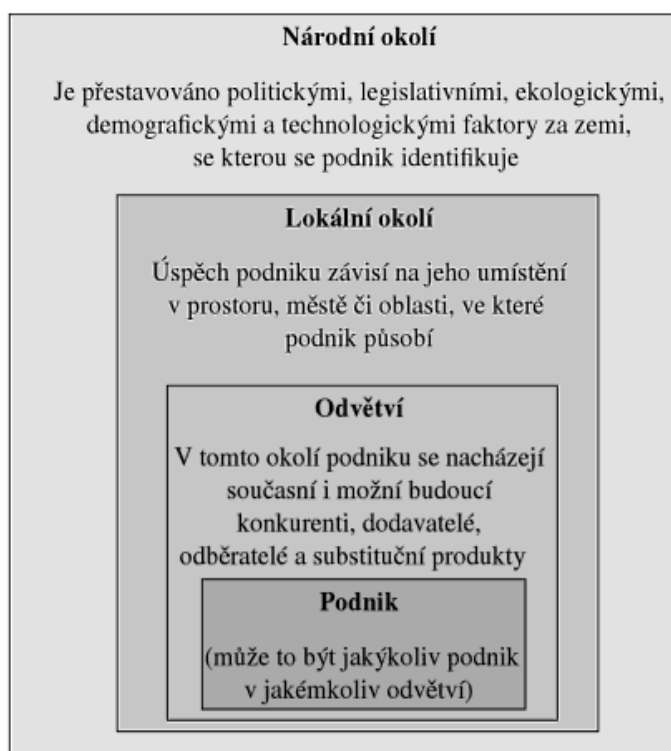 Národní okolí
Je přestavováno politickými, legislativními, ekologickými,
demografickými a technologickými faktory za zemi,
se kterou se podnik identifikuje
Lokální okolí
Úspěch podniku závisí na jeho umístění
v prostoru, městě či oblasti, ve které
podnik působí
Odvětví
V tomto okolí podniku se nacházejí
současní i možní budoucí
konkurenti, dodavatelé,
odběratelé a substituční produkty
Podnik
(může to být jakýkoliv podnik
v jakémkoliv odvětví)